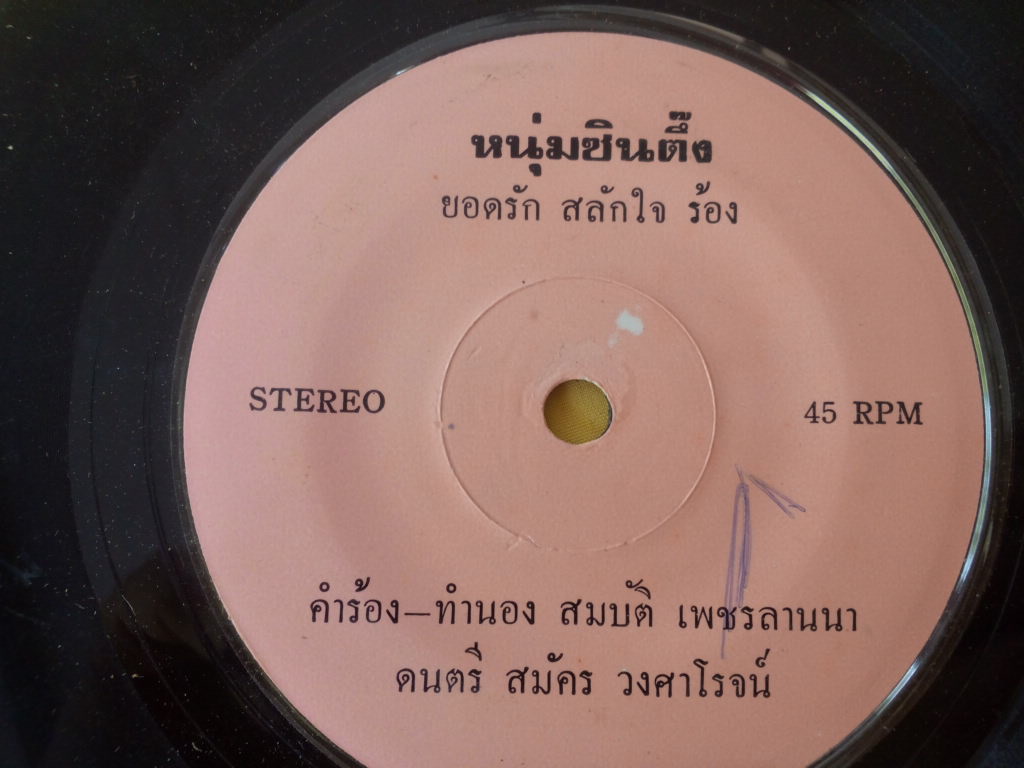 หนุ่มซินตึ๊ง
ยอดรัก สลักใจ ร้อง
STEREO
45 RPM
คำร้อง—ทำนอง สมบัติ เพชรลานนา
ดนตรี สมัคร วงศาโรจน์